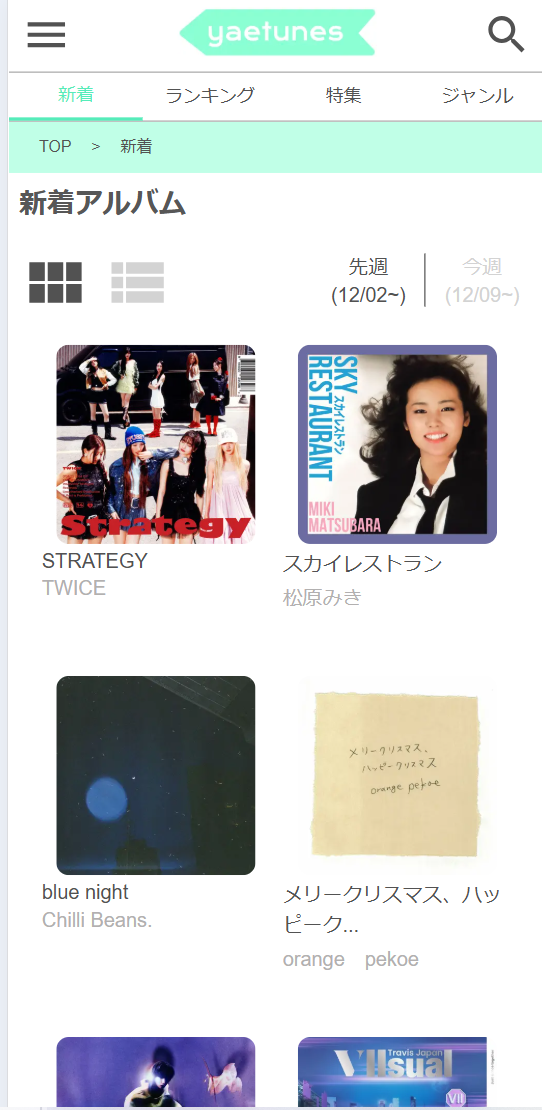 yaetunes
新着 ランキング 特集 ジャンル
TOP > 新着
新着アルバム
先週 今週
(12/02~) (12/09~)
TWICE
Strategy
SKY
RESTAURANT
スカイレストラン
MIKI
MATSUBARA
STRATEGY
TWICE
スカイレストラン
松原みき
メリークリスマス、
ハッピークリスマス
orange pekoe
blue night
Chilli Beans.
メリークリスマス、ハッ
ピーク...
orange pekoe
Travis Japan
VIIsual
VII